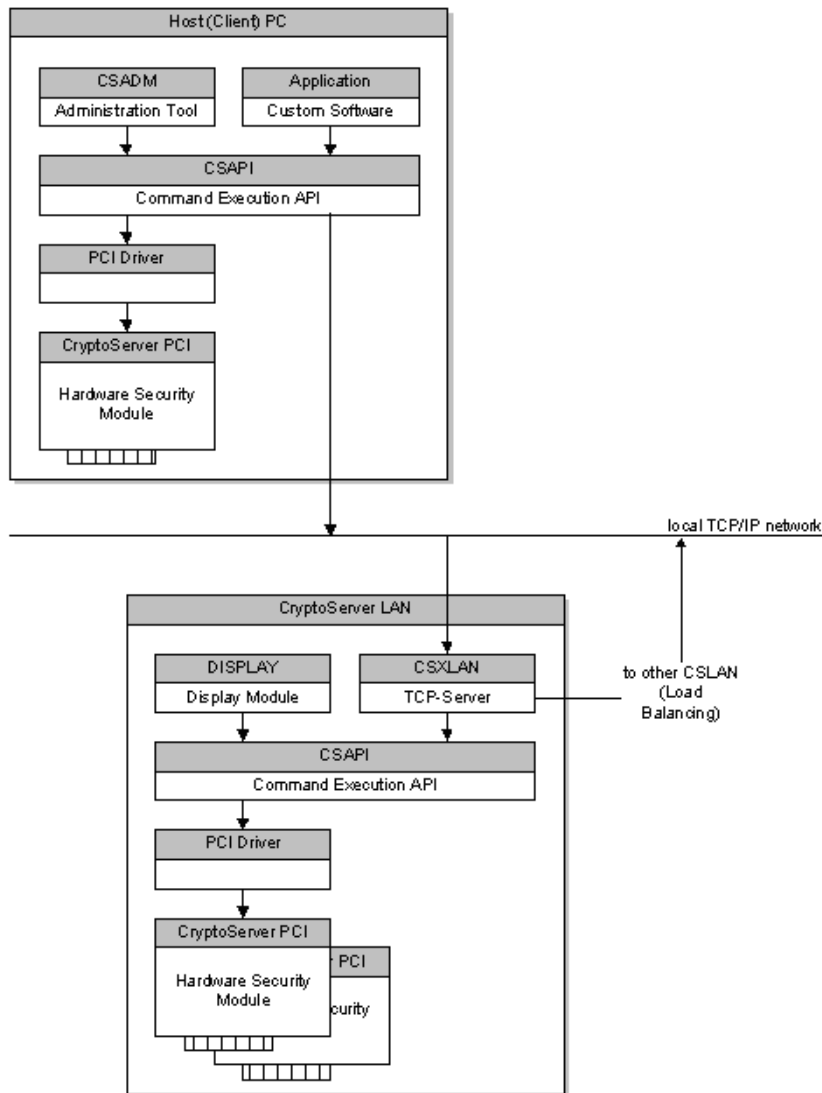 Host (Client) PC
CSADM
Administration Tool
Application
Custom Software
CSAPI
Command Execution API
PCI Driver
CryptoServer PCI
Hardware Security
Module
local TCP/IP network
CryptoServer LAN
DISPLAY
Display Module
CSXLAN
TCP-Server
to other CSLAN
(Load
Balancing)
CSAPI
Command Execution API
PCI Driver
CryptoServer PCI
Hardware Security
Module
r PCI
curity